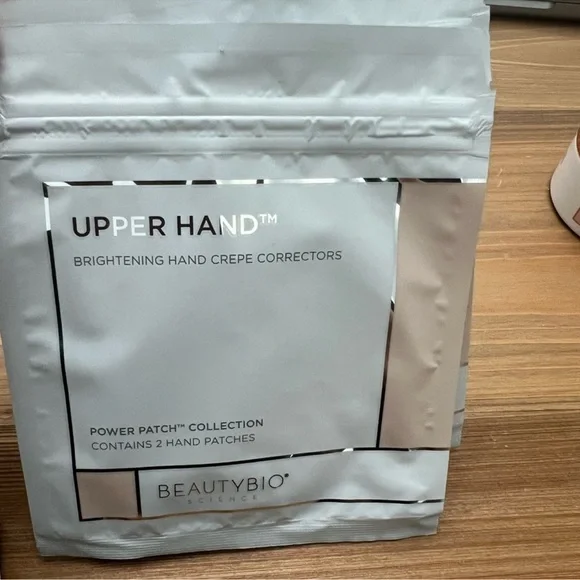 UPPER HAND™
BRIGHTENING HAND CREPE CORRECTORS
POWER PATCH™ COLLECTION
CONTAINS 2 HAND PATCHES
BEAUTYBIO®
SCIENCE